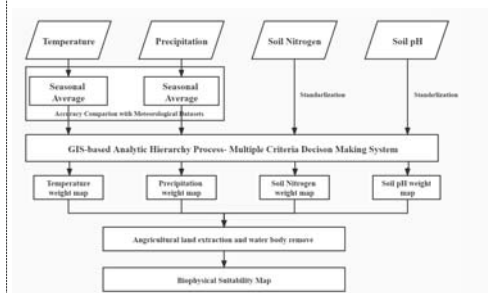 Temperature
Precipitation
Soil Nitrogen
Soil pH
Seasonal
Average
Seasonal
Average
Standarlization
Standarlization
Accuracy Comparion with Meteorological Datasets
GIS-based Analytic Hierarchy Process- Multiple Criteria Decison Making System
Temperature
weight map
Precipitation
weight map
Soil Nitrogen
weight map
Soil pH weight
map
Angricultural land extraction and water body remove
Biophysical Suitability Map